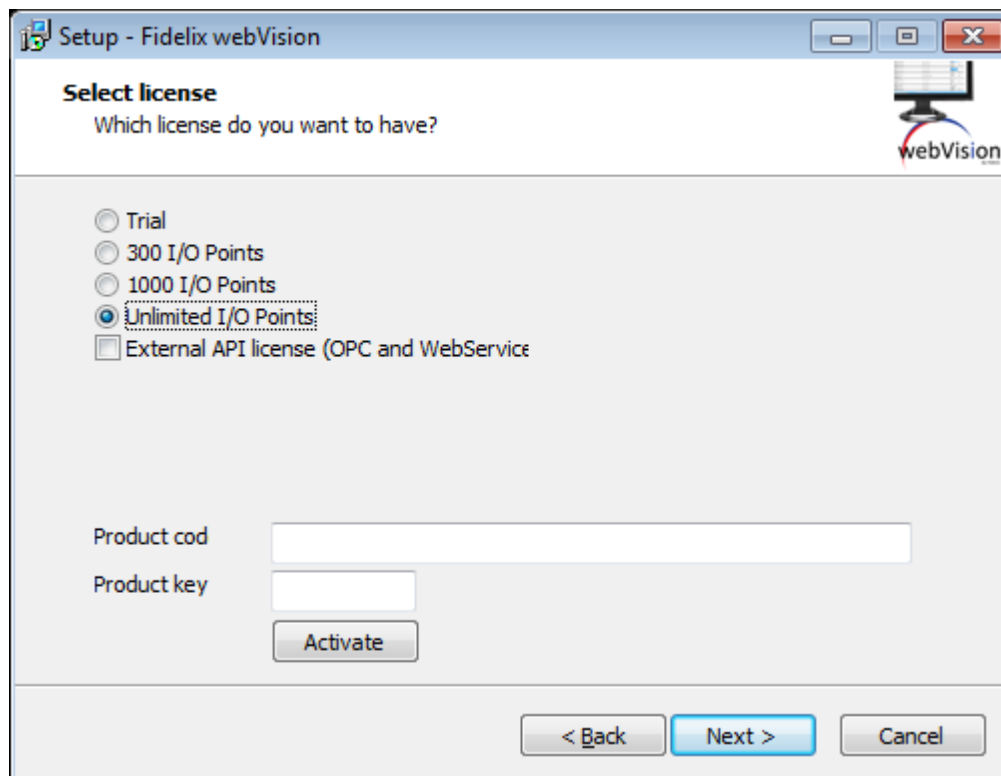 Setup - Fidelix webVision
Select license
Which license do you want to have?
webVision
Trial
300 I/O Points
1000 I/O Points
Unlimited I/O Points
External API license (OPC and WebService
Product cod
Product key
Activate
< Back
Next >
Cancel